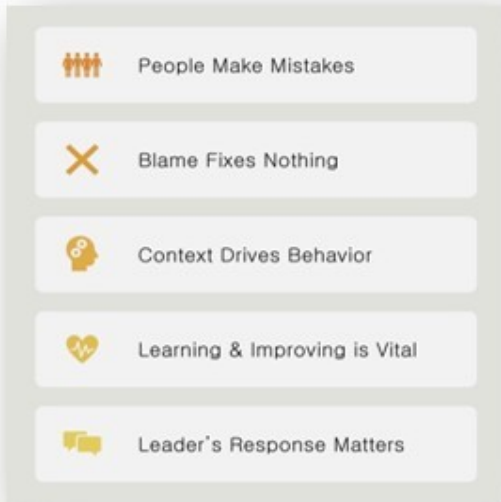 People Make Mistakes
Blame Fixes Nothing
Context Drives Behavior
Learning & Improving is Vital
Leader's Response Matters